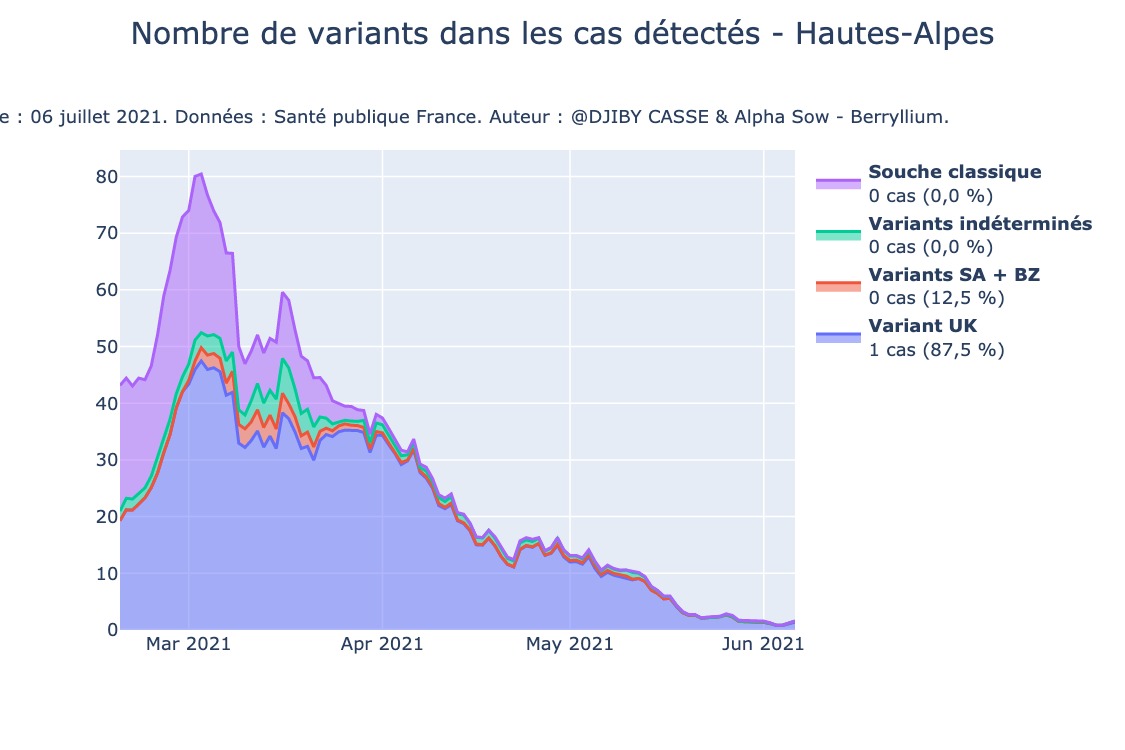 Nombre de variants dans les cas détectés - Hautes-Alpes
e : 06 juillet 2021. Données : Santé publique France. Auteur : @DJIBY CASSE & Alpha Sow - Berryllium.
80
70
60
50
40
30
20
10
0
Mar 2021
Apr 2021
May 2021
Jun 2021
Souche classique
0 cas (0,0 %)
Variants indéterminés
0 cas (0,0 %)
Variants SA + BZ
0 cas (12,5 %)
Variant UK
1 cas (87,5 %)